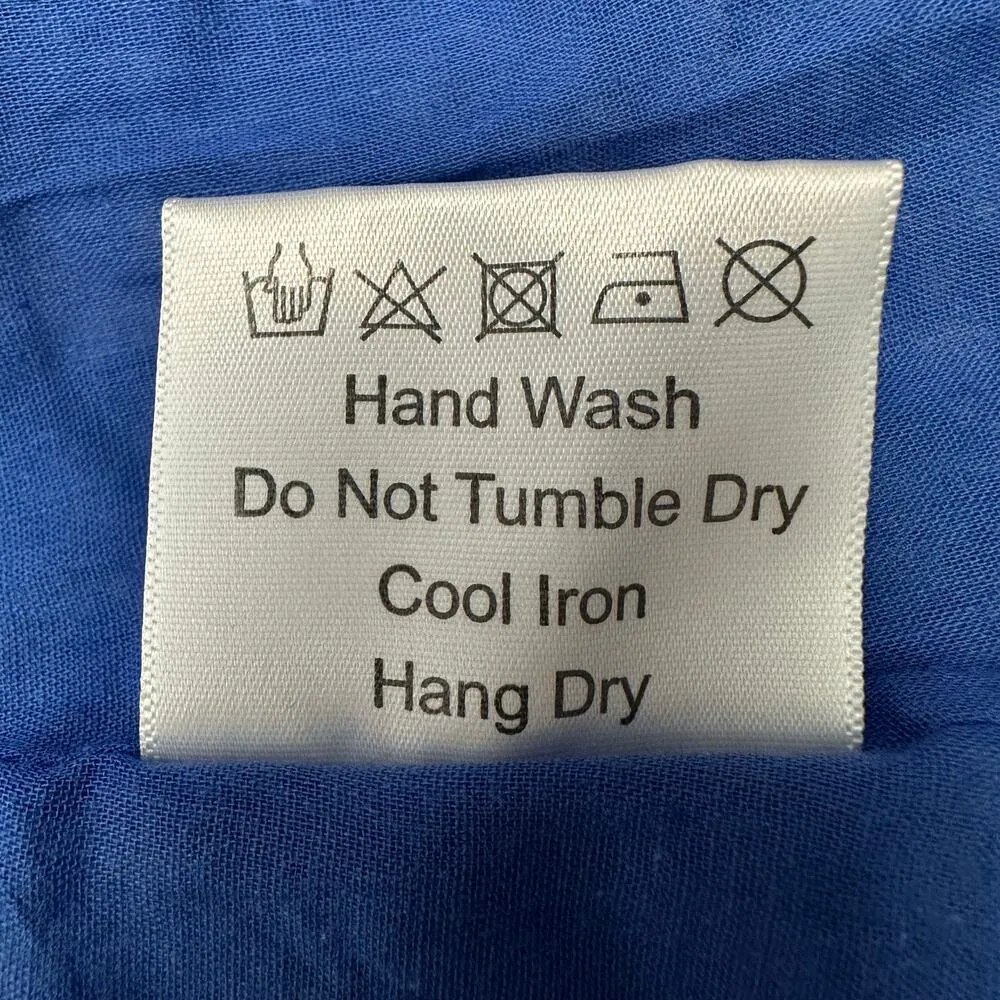 Hand Wash
Do Not Tumble Dry
Cool Iron
Hang Dry